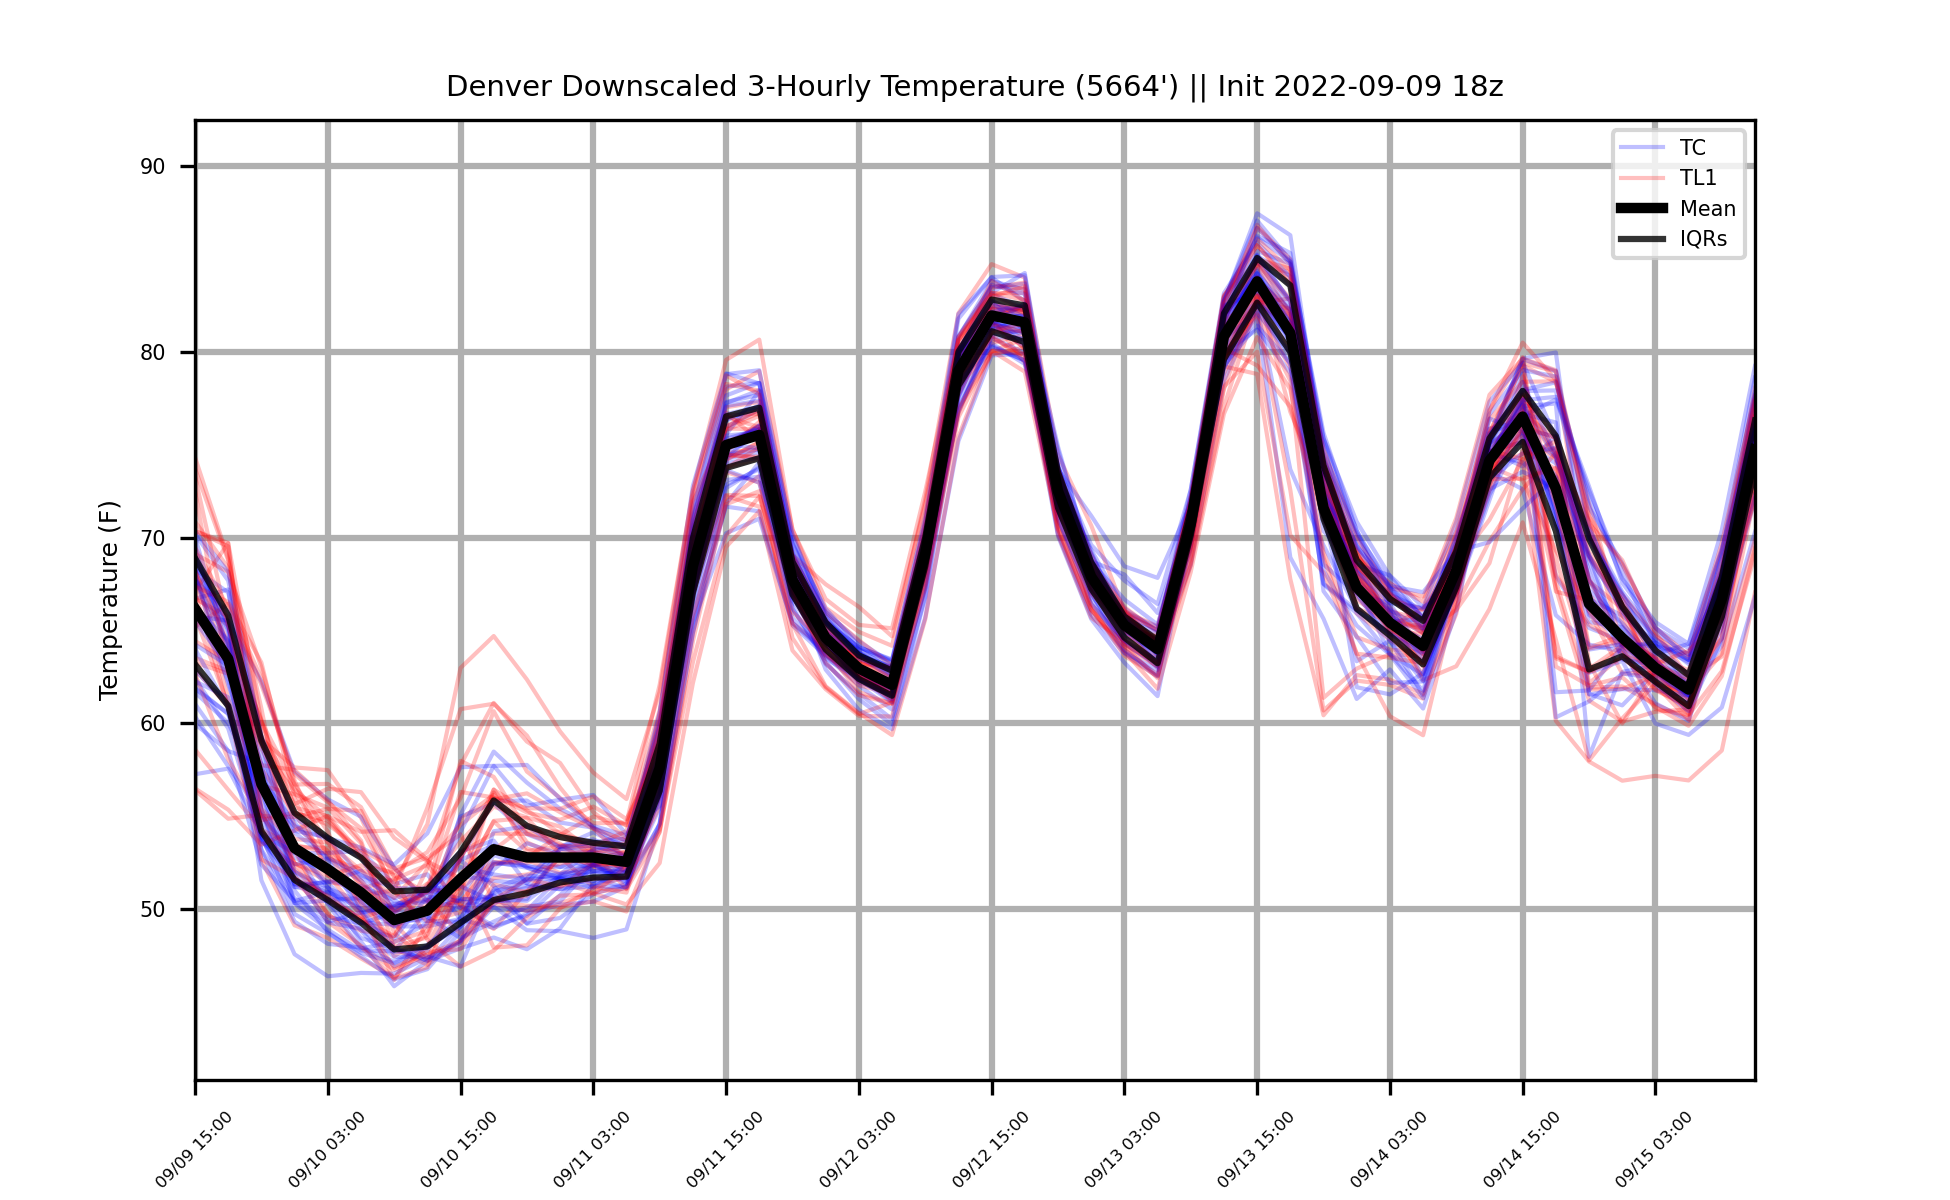 Denver Downscaled 3-Hourly Temperature (5664') || Init 2022-09-09 18z
TC
TL1
Mean
IQRs
Temperature (F)
90
80
70
60
50
09/09 15:00
09/10 03:00
09/10 15:00
09/11 03:00
09/11 15:00
09/12 03:00
09/12 15:00
09/13 03:00
09/13 15:00
09/14 03:00
09/14 15:00
09/15 03:00